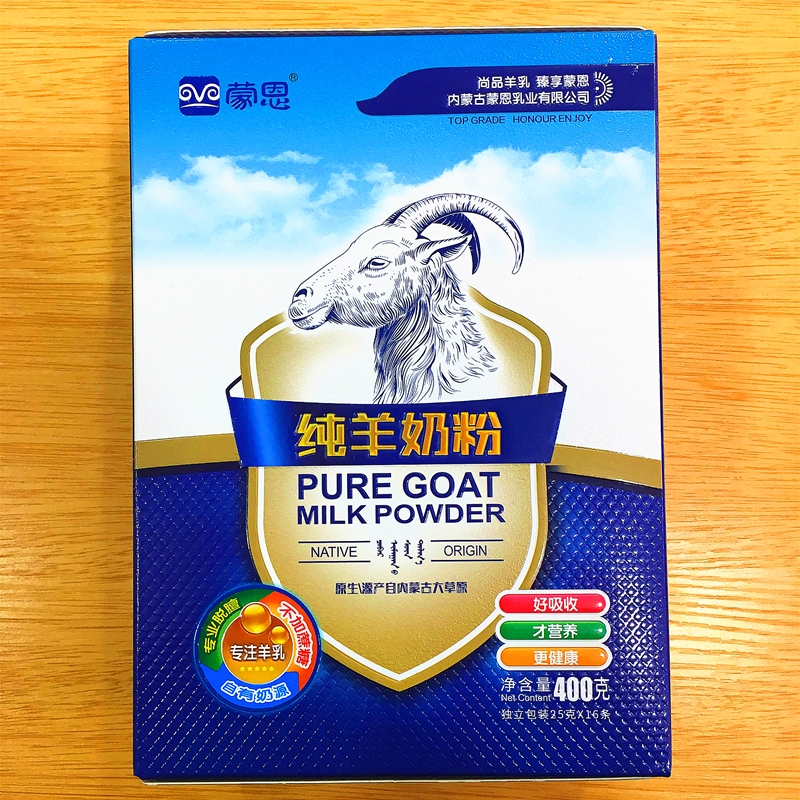 蒙恩®
尚品羊乳 臻享蒙恩
内蒙古蒙恩乳业有限公司
TOP GRADE HONOUR ENJOY
纯羊奶粉
PURE GOAT
MILK POWDER
NATIVE
ORIGIN
原生\源产自内蒙古大草原
专业脱膻
不加蔗糖
专注羊乳
自有奶源
好吸收
才营养
更健康
净含量 400克
Net Content
独立包装25克X16条